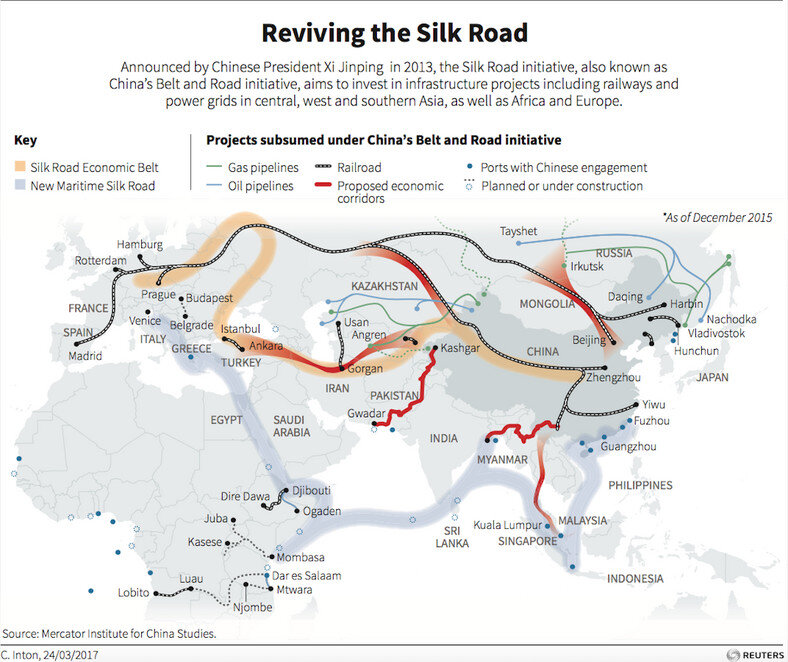 Reviving the Silk Road
Announced by Chinese President Xi Jinping in 2013, the Silk Road initiative, also known as
China's Belt and Road initiative, aims to invest in infrastructure projects including railways and
power grids in central, west and southern Asia, as well as Africa and Europe.
Key
Silk Road Economic Belt
New Maritime Silk Road
Projects subsumed under China's Belt and Road initiative
Gas pipelines
Oil pipelines
Railroad
Proposed economic
corridors
Ports with Chinese engagement
Planned or under construction
*As of December 2015
Tayshet
Hamburg
Rotterdam
RUSSIA
Irkutsk
KAZAKHSTAN
Prague
Budapest
MONGOLIA
Daqing
Harbin
FRANCE
Venice
Belgrade
Istanbul
Usan
Nachodka
Vladivostok
SPAIN
ITALY
Angren
Beijing
Hunchun
Madrid
GREECE
Ankara
TURKEY
Kashgar
CHINA
Gorgan
Zhengzhou
JAPAN
IRAN
PAKISTAN
Gwadar
Yiwu
EGYPT
SAUDI
ARABIA
INDIA
Fuzhou
Guangzhou
MYANMAR
PHILIPPINES
Dire Dawa
Djibouti
Ogaden
Juba
Kuala Lumpur
MALAYSIA
SRI
LANKA
SINGAPORE
Kasese
Mombasa
Dar es Salaam
Luau
INDONESIA
Lobito
Mtwara
Njombe
Source: Mercator Institute for China Studies.
C. Inton, 24/03/2017
REUTERS